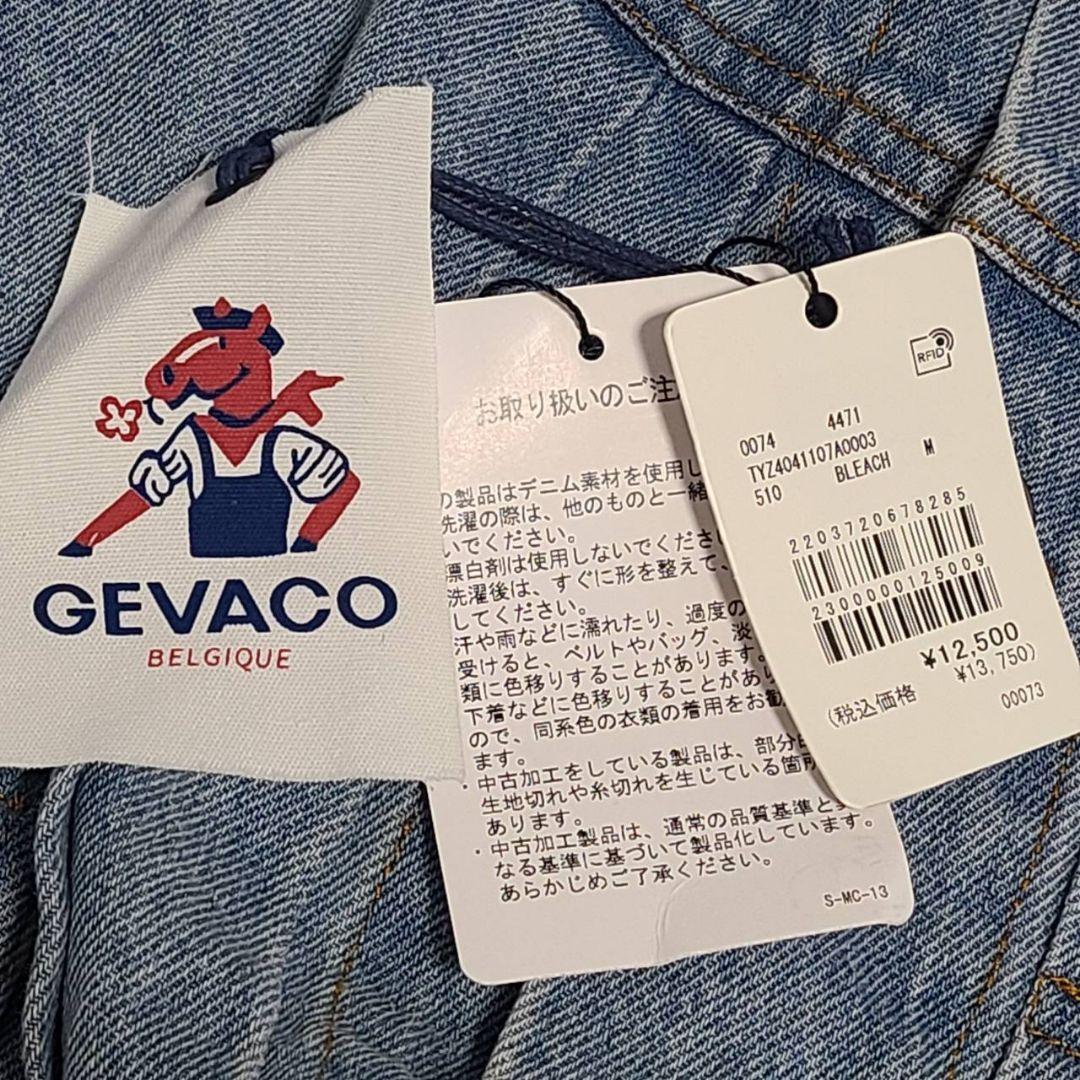 GEVACO
BELGIQUE
お取り扱いのご注
の製品はデニム素材を使用し
洗濯の際は、他のものと一緒
いでください。
漂白剤は使用しないでくださ
洗濯後は、すぐに形を整えて、
してください。
汗や雨などに濡れたり、過度の
受けると、ベルトやバッグ、淡
類に色移りすることがあります。
下着などに色移りすることがあ
ので、同系色の衣類の着用をお勧
ます。
・中古加工をしている製品は、部分
生地切れや糸切れを生じている箇所
あります。
・中古加工製品は、通常の品質基準と
なる基準に基づいて製品化しています。
あらかじめご了承ください。
S-MC-13
RFID
0074 4471
TYZ4041107A0003
510 BLEACH M
2203720678285
2300000125009
¥12,500
(税込価格 ¥13,750)
00073